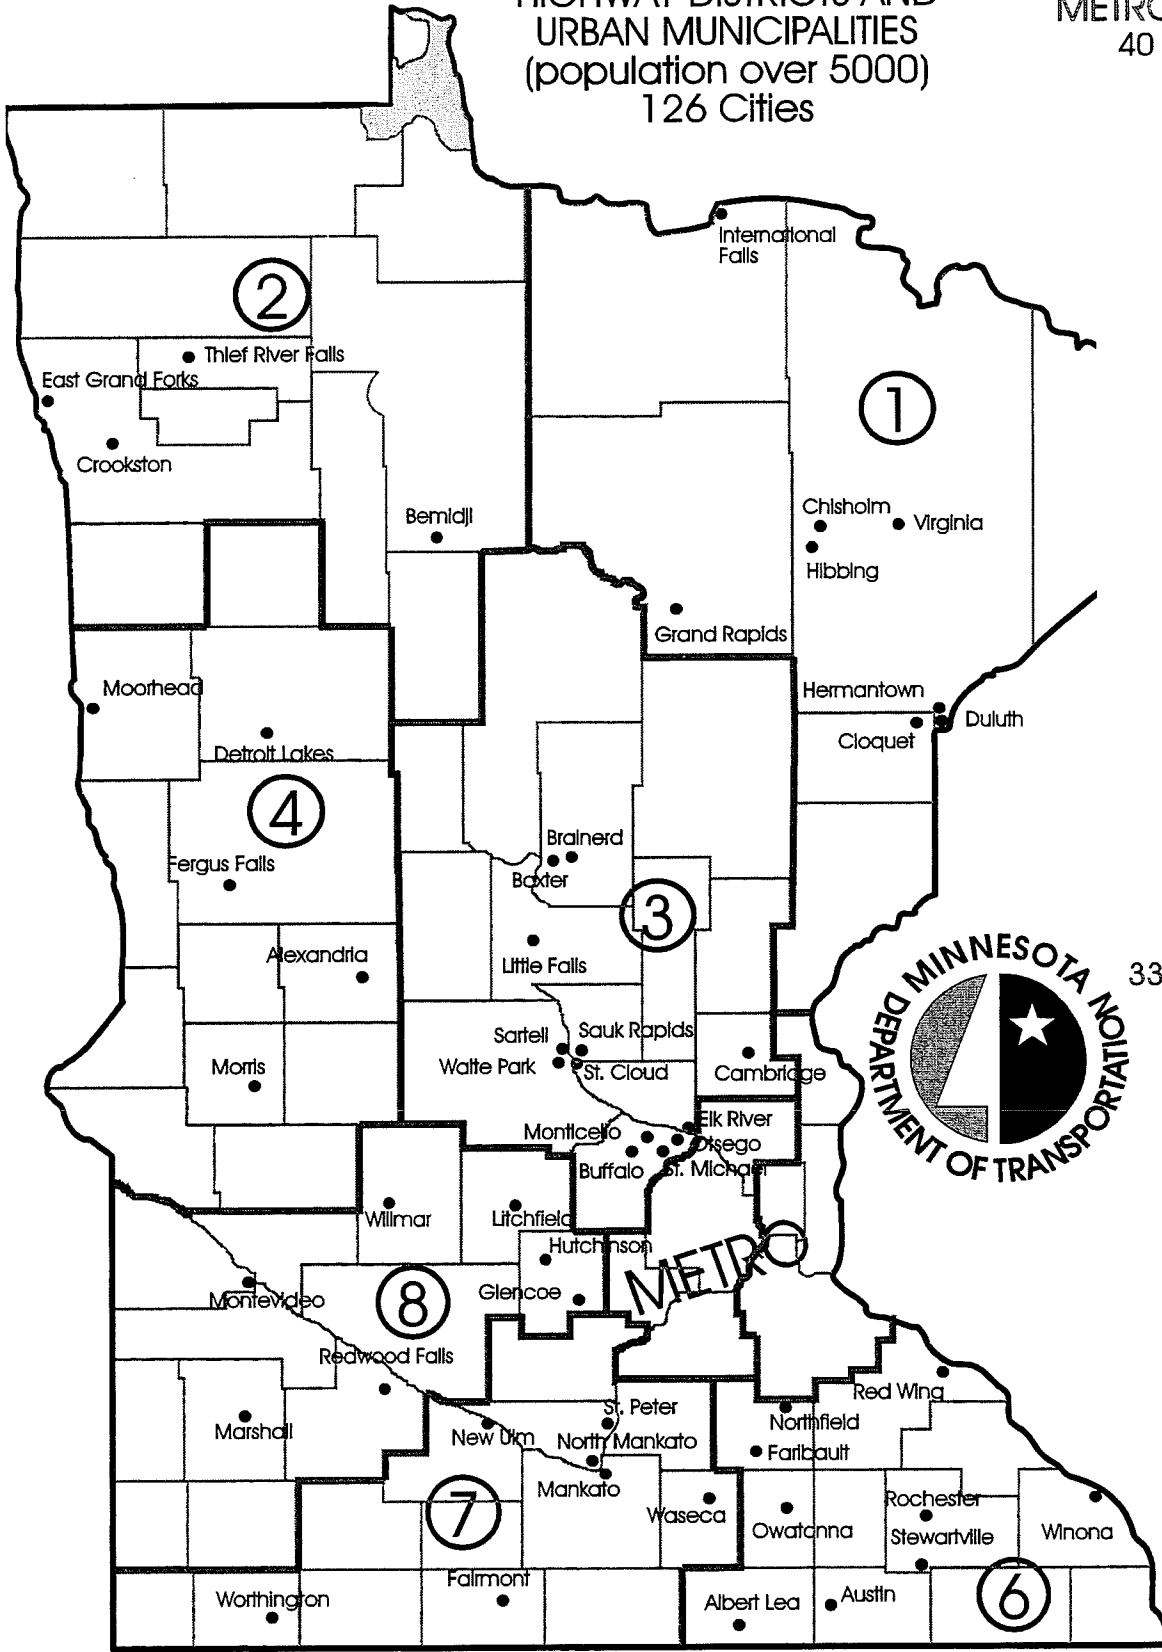 HIGHWAY DISTRICTS AND
URBAN MUNICIPALITIES
(population over 5000)
126 Cities
METRO
40
International
Falls
2
Thief River Falls
East Grand Forks
Crookston
1
Bemidji
Chisholm
Virginia
Hibbing
Grand Rapids
Moorhead
Hermantown
Duluth
Cloquet
Detroit Lakes
4
Brainerd
Fergus Falls
Baxter
3
Alexandria
Little Falls
MINNESOTA
DEPARTMENT OF TRANSPORTATION
33
Sartell
Sauk Rapids
Morris
Waite Park
St. Cloud
Cambridge
Elk River
Monticello
Otsego
Buffalo
St. Michael
Willmar
Litchfield
Hutchinson
METRO
Montevideo
8
Glencoe
Redwood Falls
Red Wing
Marshall
St. Peter
Northfield
New Ulm
North Mankato
Faribault
Mankato
7
Waseca
Rochester
Owatonna
Stewartville
Winona
Fairmont
Worthington
Albert Lea
Austin
6